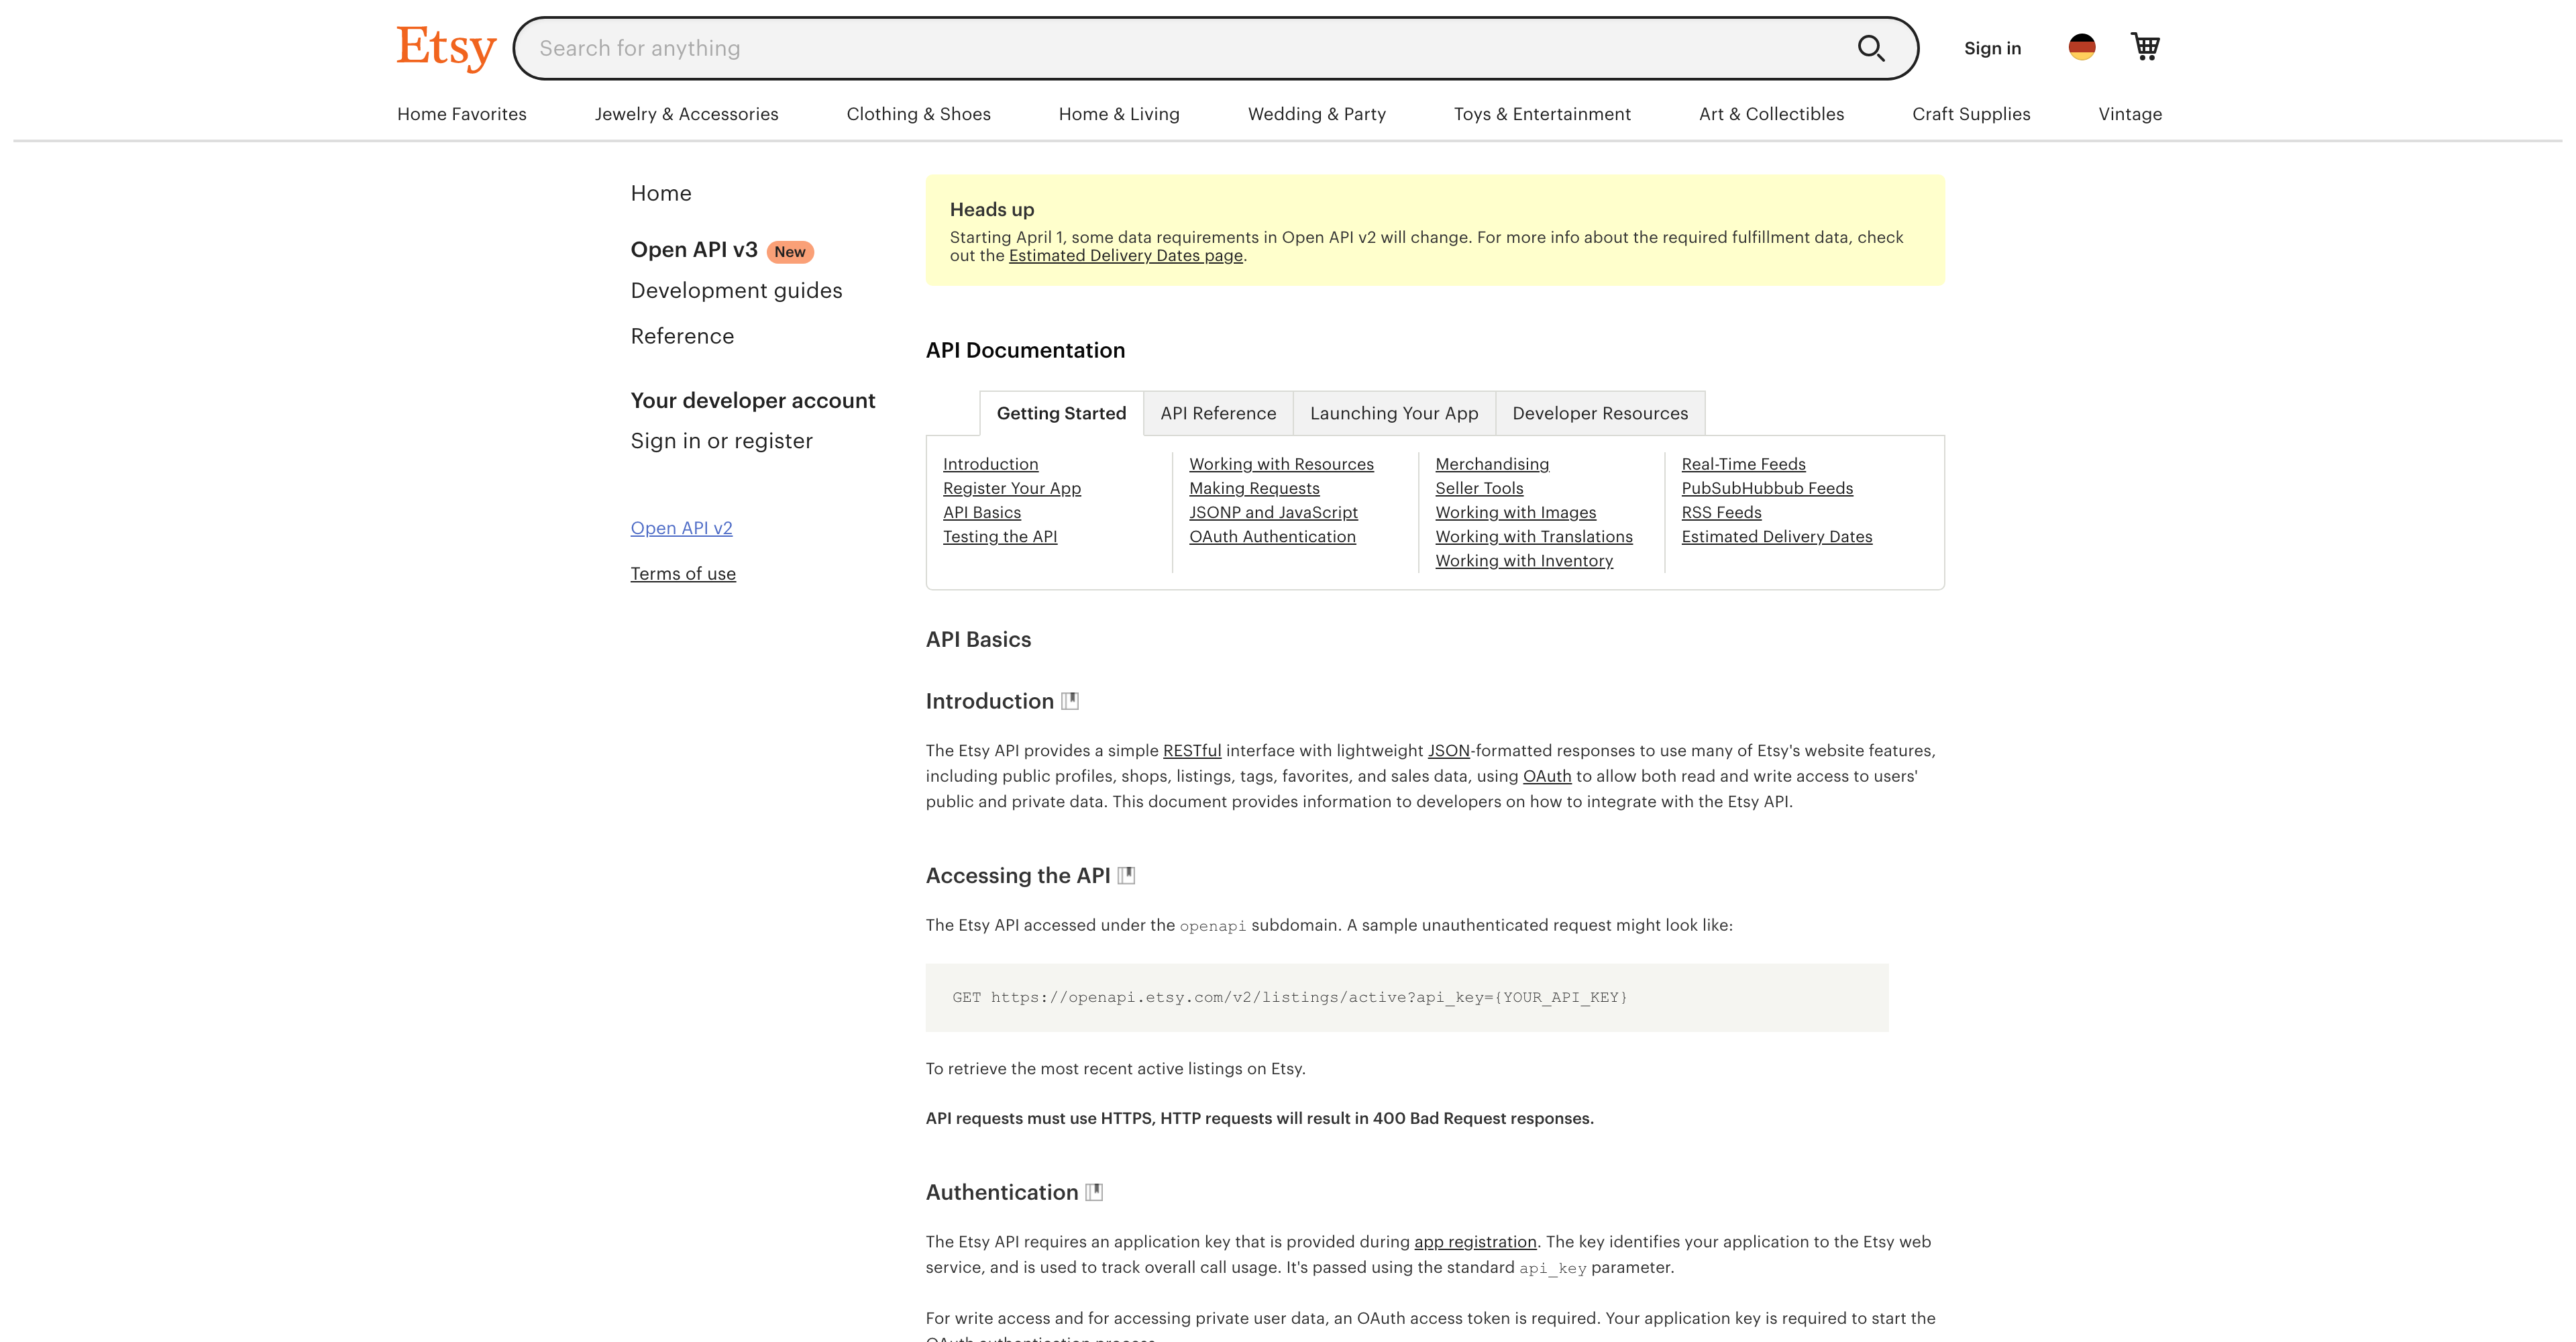 Etsy
Search for anything
Sign in
Home Favorites
Jewelry & Accessories
Clothing & Shoes
Home & Living
Wedding & Party
Toys & Entertainment
Art & Collectibles
Craft Supplies
Vintage
Home
Open API v3 New
Development guides
Reference
Your developer account
Sign in or register
Open API v2
Terms of use
Heads up
Starting April 1, some data requirements in Open API v2 will change. For more info about the required fulfillment data, check
out the Estimated Delivery Dates page.
API Documentation
Getting Started
API Reference
Launching Your App
Developer Resources
Introduction
Register Your App
API Basics
Testing the API
Working with Resources
Making Requests
JSONP and JavaScript
OAuth Authentication
Merchandising
Seller Tools
Working with Images
Working with Translations
Working with Inventory
Real-Time Feeds
PubSubHubbub Feeds
RSS Feeds
Estimated Delivery Dates
API Basics
Introduction
The Etsy API provides a simple RESTful interface with lightweight JSON-formatted responses to use many of Etsy's website features,
including public profiles, shops, listings, tags, favorites, and sales data, using OAuth to allow both read and write access to users'
public and private data. This document provides information to developers on how to integrate with the Etsy API.
Accessing the API
The Etsy API accessed under the openapi subdomain. A sample unauthenticated request might look like:
GET https://openapi.etsy.com/v2/listings/active?api_key={YOUR_API_KEY}
To retrieve the most recent active listings on Etsy.
API requests must use HTTPS, HTTP requests will result in 400 Bad Request responses.
Authentication
The Etsy API requires an application key that is provided during app registration. The key identifies your application to the Etsy web
service, and is used to track overall call usage. It's passed using the standard api_key parameter.
For write access and for accessing private user data, an OAuth access token is required. Your application key is required to start the